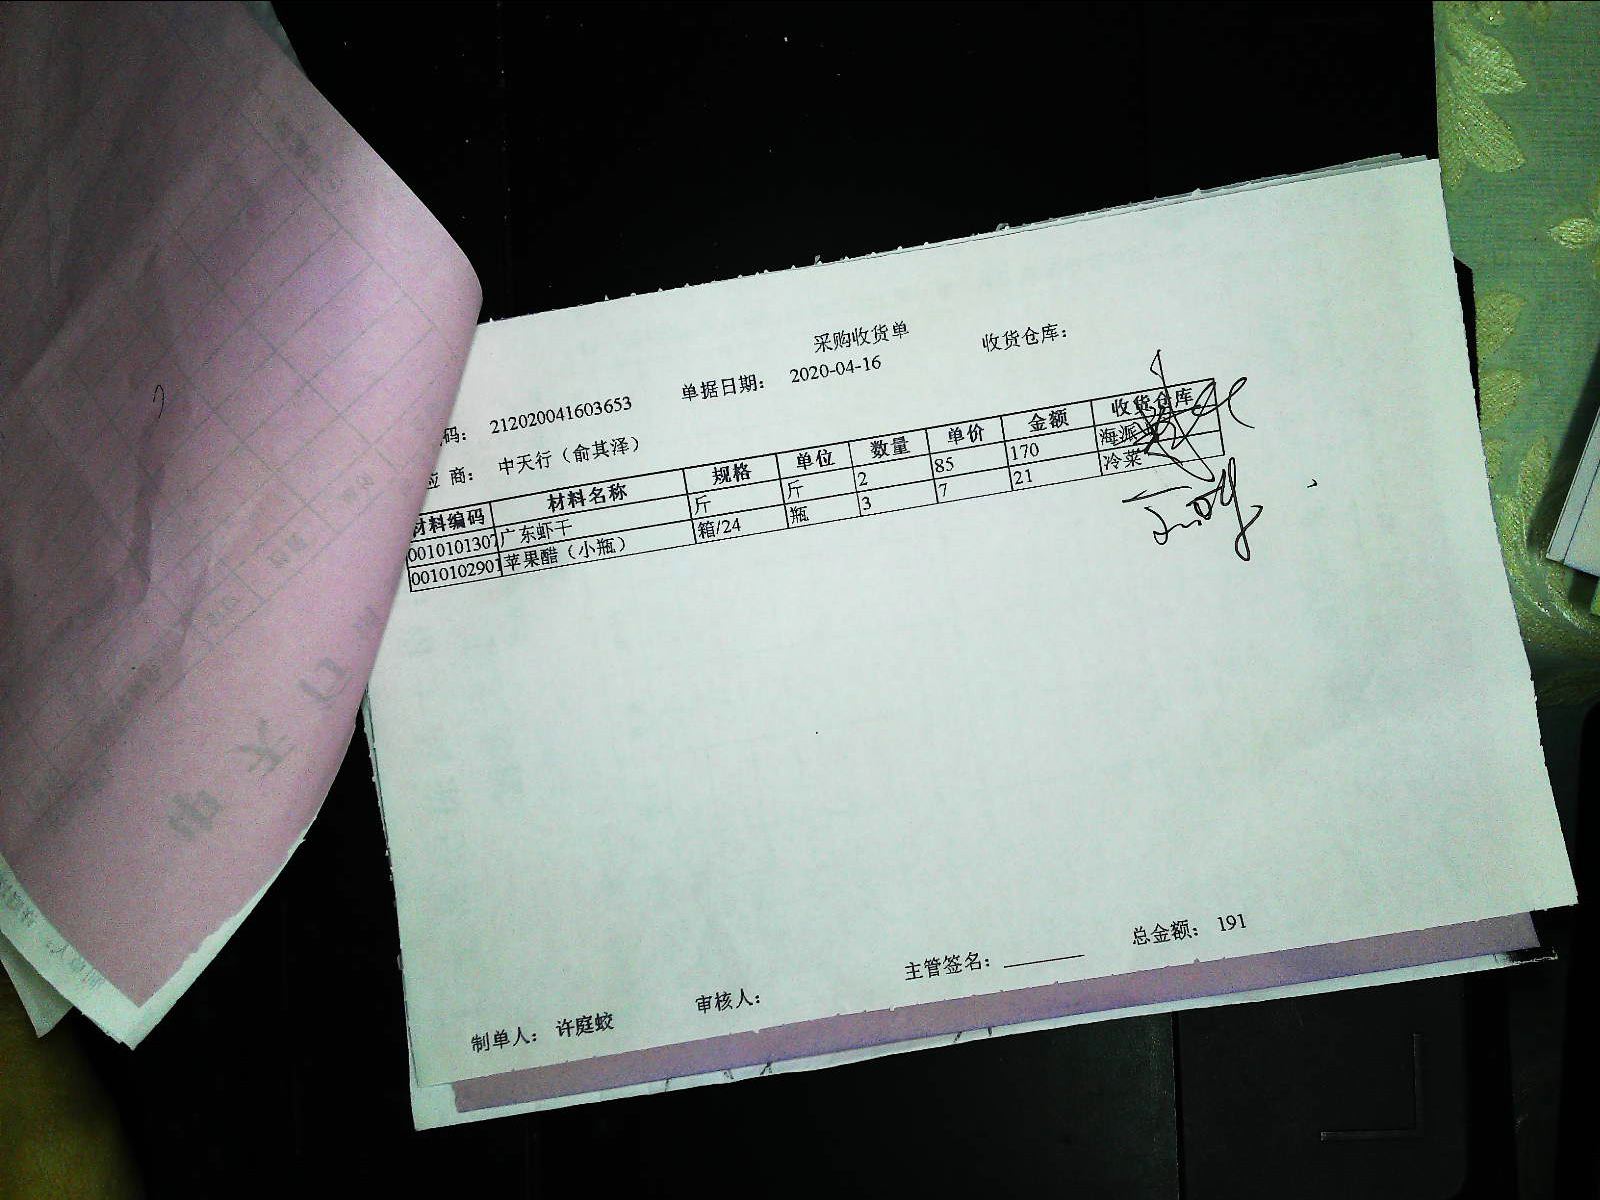 采购收货单
码： 212020041603653 单据日期： 2020-04-16 收货仓库：
应 商： 中天行（俞其泽）
材料编码 材料名称 规格 单位 数量 单价 金额 收货仓库
0010101307 广东虾干 斤 斤 2 85 170 海派
0010102901 苹果醋（小瓶） 箱/24 瓶 3 7 21 冷菜
制单人： 许庭蛟 审核人： 主管签名： 总金额： 191